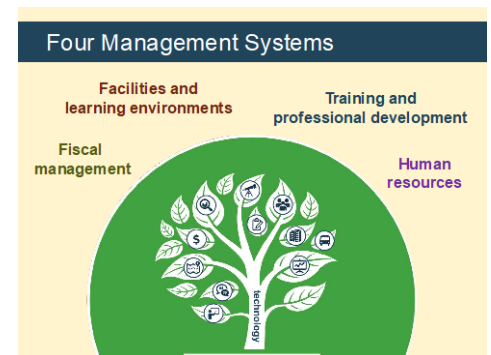 Four Management Systems
Facilities and
learning environments
Training and
professional development
Fiscal
management
Human
resources
$
technology